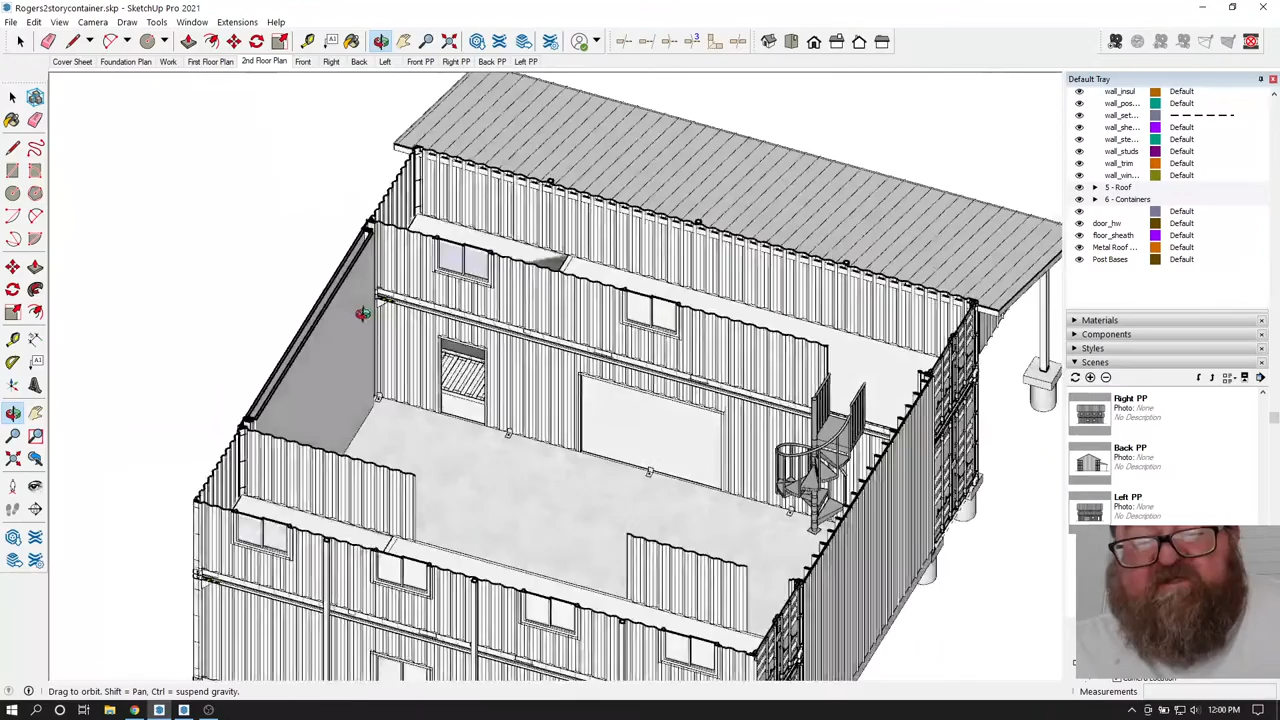 Rogers2storycontainer.skp - SketchUp Pro 2021
File Edit View Camera Draw Tools Window Extensions Help
3
Cover Sheet Foundation Plan Work First Floor Plan 2nd Floor Plan Front Right Back Left Front PP Right PP Back PP Left PP
Default Tray
wall_insul Default
wall_pos... Default
wall_set...
wall_she... Default
wall_ste... Default
wall_studs Default
wall_trim Default
wall_win... Default
5 - Roof
6 - Containers
Default
door_hw Default
floor_sheath Default
Metal Roof ... Default
Post Bases Default
Materials
Components
Styles
Scenes
Right PP
Photo: None
No Description
Back PP
Photo: None
No Description
Left PP
Photo: None
No Description
Drag to orbit. Shift = Pan, Ctrl = suspend gravity.
Measurements
12:00 PM